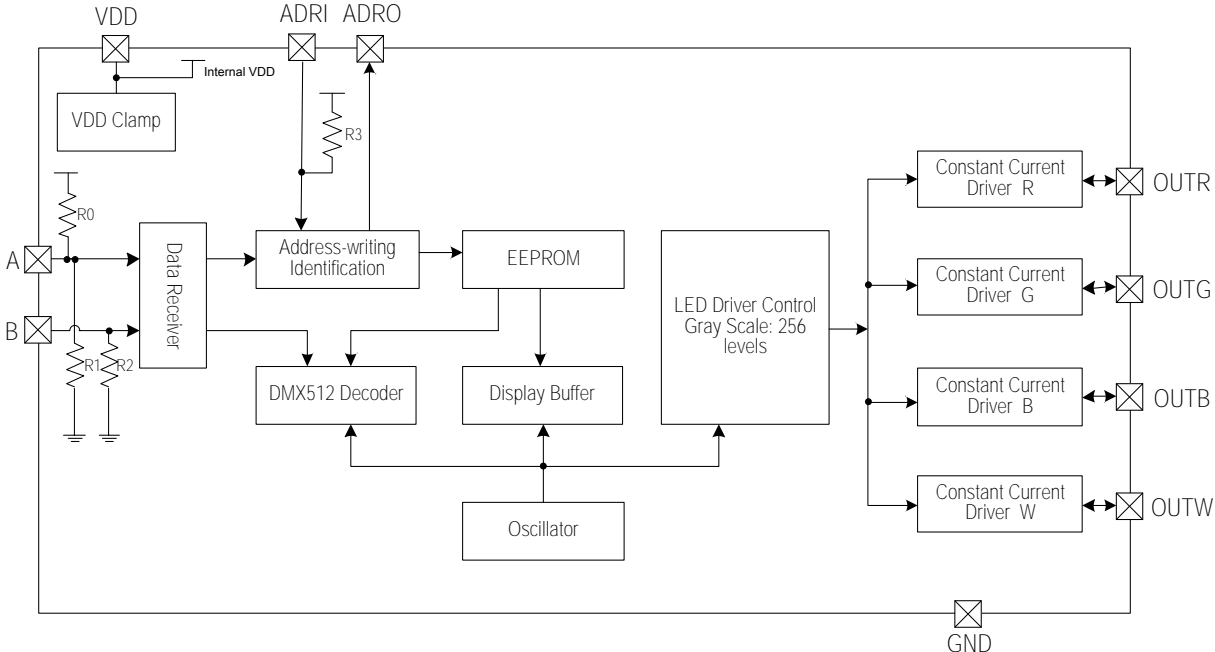 VDD
ADRI
ADRO
Internal VDD
VDD Clamp
R3
R0
A
B
R1
R2
Data Receiver
Address-writing
Identification
EEPROM
DMX512 Decoder
Display Buffer
Oscillator
LED Driver Control
Gray Scale: 256
levels
Constant Current
Driver R
OUTR
Constant Current
Driver G
OUTG
Constant Current
Driver B
OUTB
Constant Current
Driver W
OUTW
GND